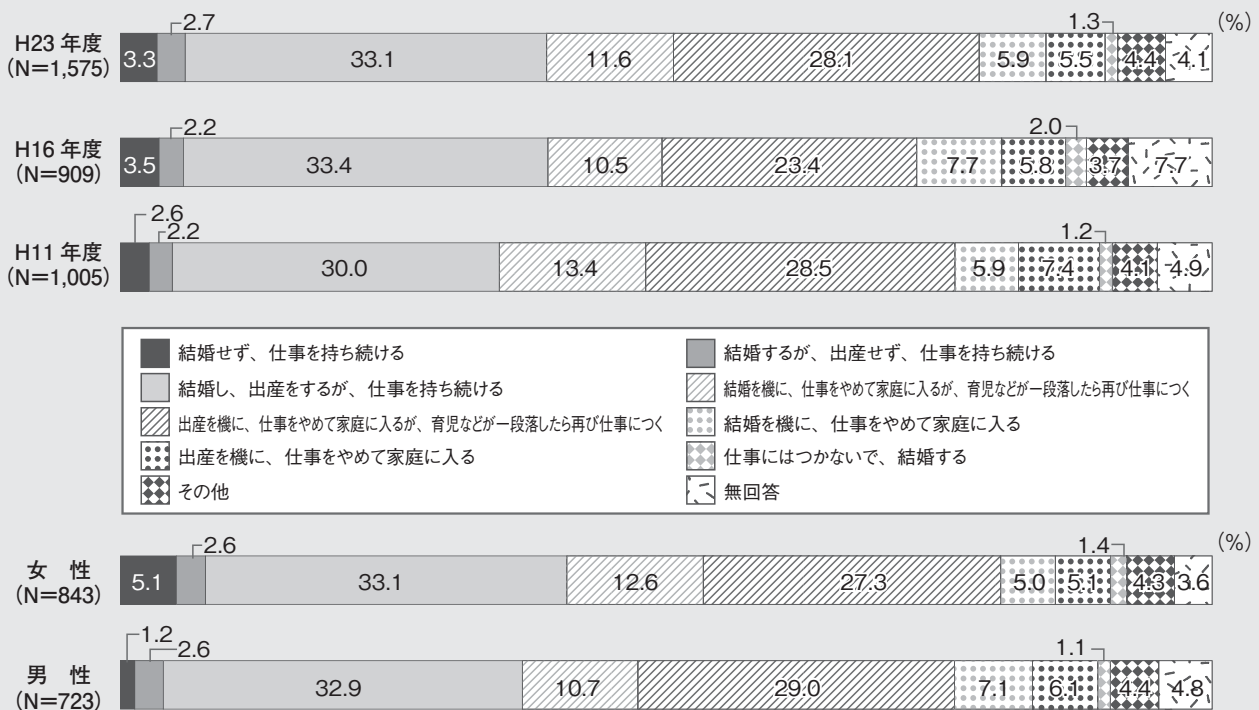 2.7 1.3 (%)
H23 年度
(N=1,575)
3.3 33.1 11.6 28.1 5.9 5.5 4.4 4.1
2.2 2.0
H16 年度
(N=909)
3.5 33.4 10.5 23.4 7.7 5.8 3.7 7.7
2.6
2.2 1.2
H11 年度
(N=1,005)
30.0 13.4 28.5 5.9 7.4 4.1 4.9
結婚せず、仕事を持ち続ける
結婚するが、出産せず、仕事を持ち続ける
結婚し、出産をするが、仕事を持ち続ける
結婚を機に、仕事をやめて家庭に入るが、育児などが一段落したら再び仕事につく
出産を機に、仕事をやめて家庭に入るが、育児などが一段落したら再び仕事につく
結婚を機に、仕事をやめて家庭に入る
出産を機に、仕事をやめて家庭に入る
仕事にはつかないで、結婚する
その他
無回答
2.6 1.4 (%)
女 性
(N=843)
5.1 33.1 12.6 27.3 5.0 5.1 4.3 3.6
1.2
2.6 1.1
男 性
(N=723)
32.9 10.7 29.0 7.1 6.1 4.4 4.8